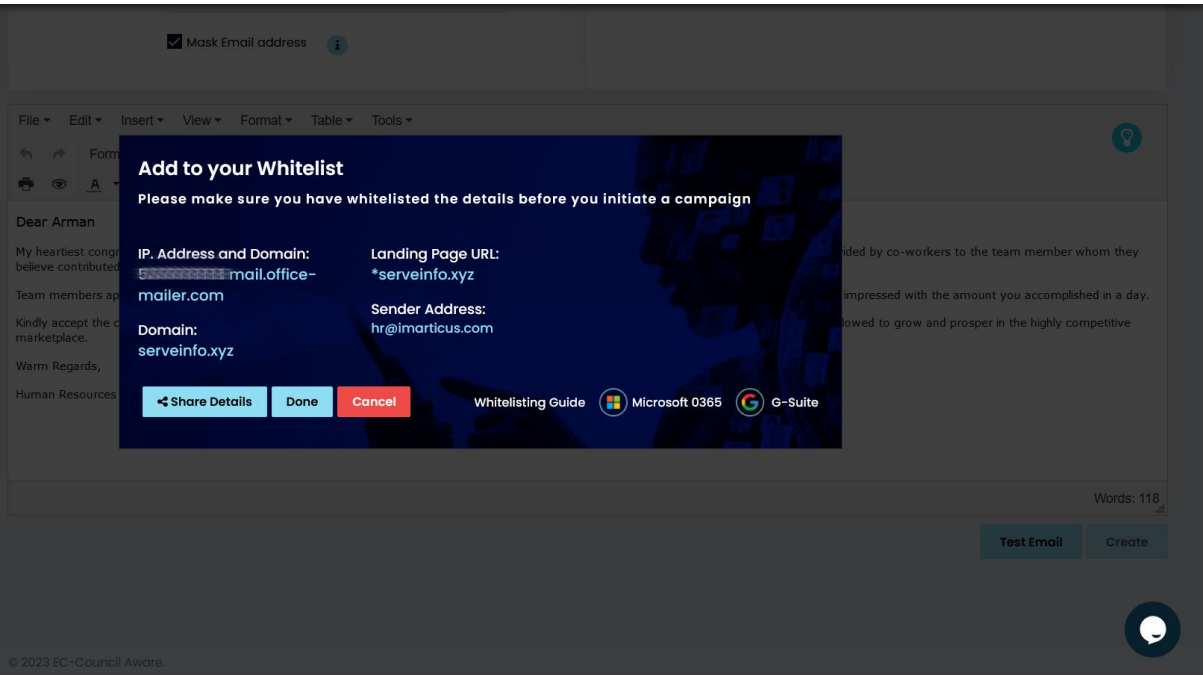 Mask Email address
File Edit Insert View Format Table Tools
Form
A
Add to your Whitelist
Please make sure you have whitelisted the details before you initiate a campaign
Dear Arman
My heartiest congr
vided by co-workers to the team member whom they
believe contributed
Team members ap
impressed with the amount you accomplished in a day.
Kindly accept the c
lowed to grow and prosper in the highly competitive
marketplace.
Warm Regards,
Human Resources
IP. Address and Domain:
mail.office-
mailer.com
Domain:
serveinfo.xyz
Landing Page URL:
*serveinfo.xyz
Sender Address:
hr@imarticus.com
Share Details Done Cancel
Whitelisting Guide Microsoft 0365 G-Suite
Words: 118
Test Email Create
© 2023 EC-Council Aware.